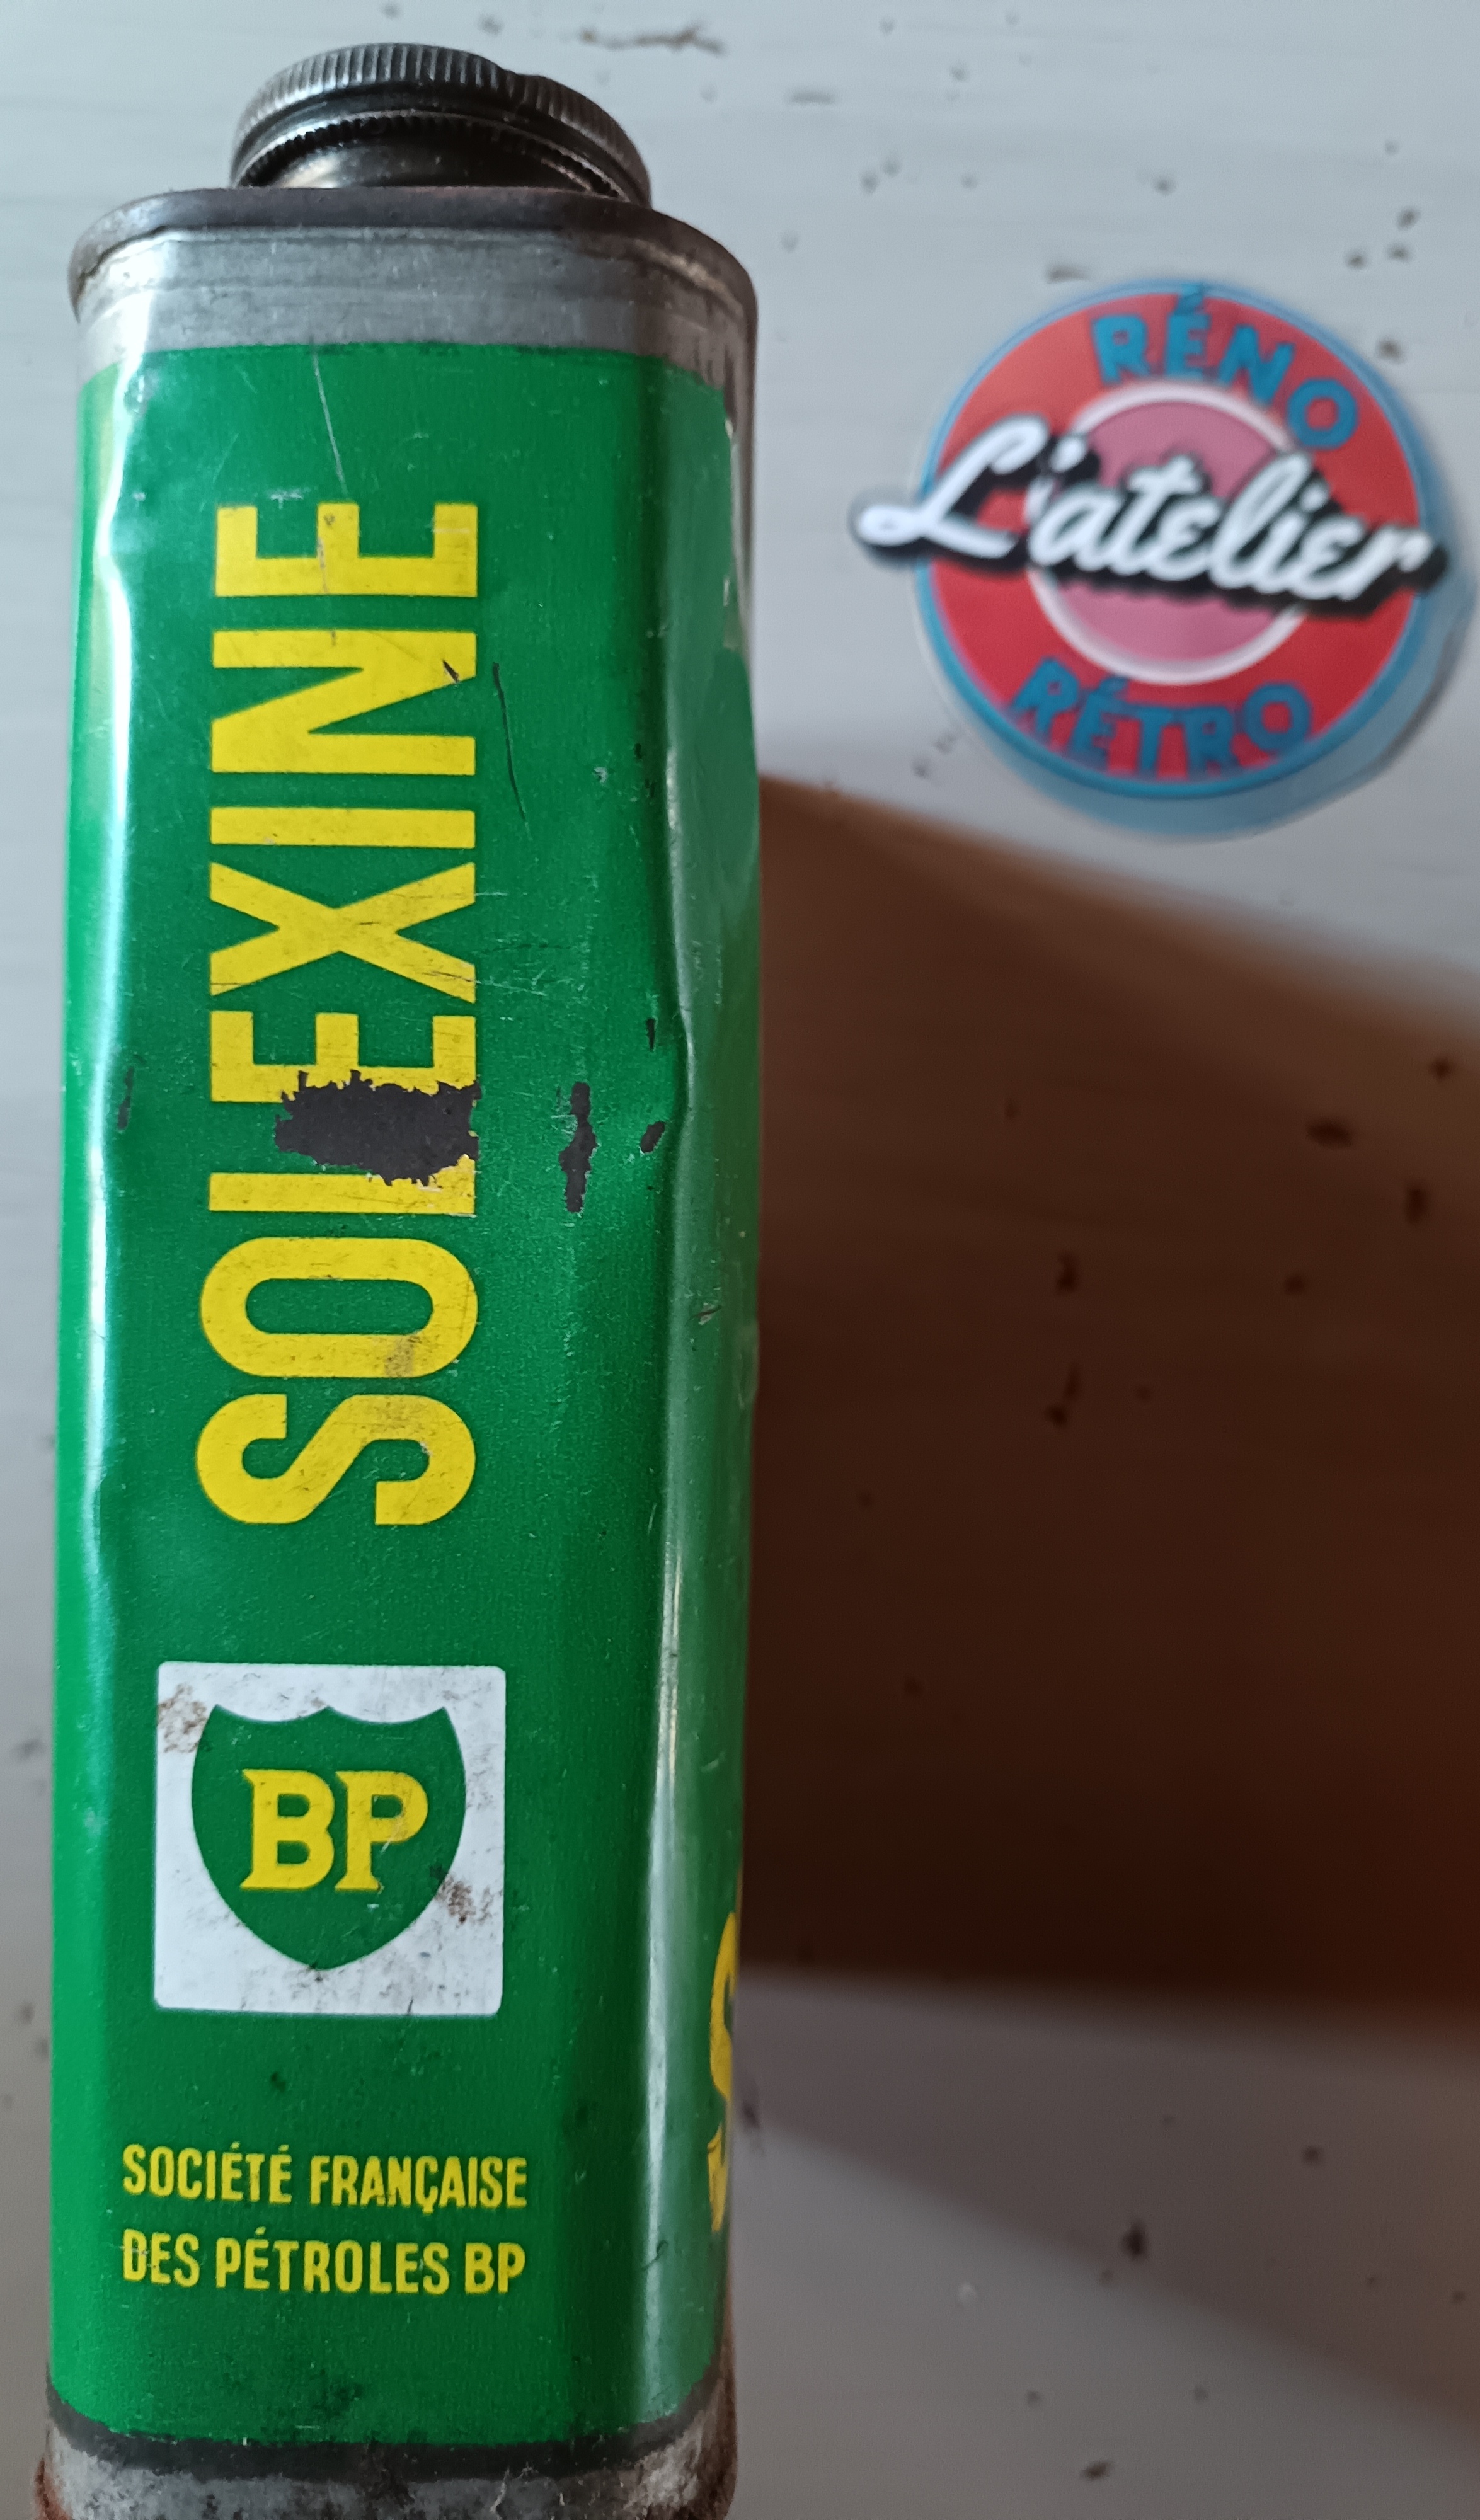 SOLEXINE
BP
SOCIÉTÉ FRANÇAISE
DES PÉTROLES BP
RÉNO
L'atelier
RÉTRO